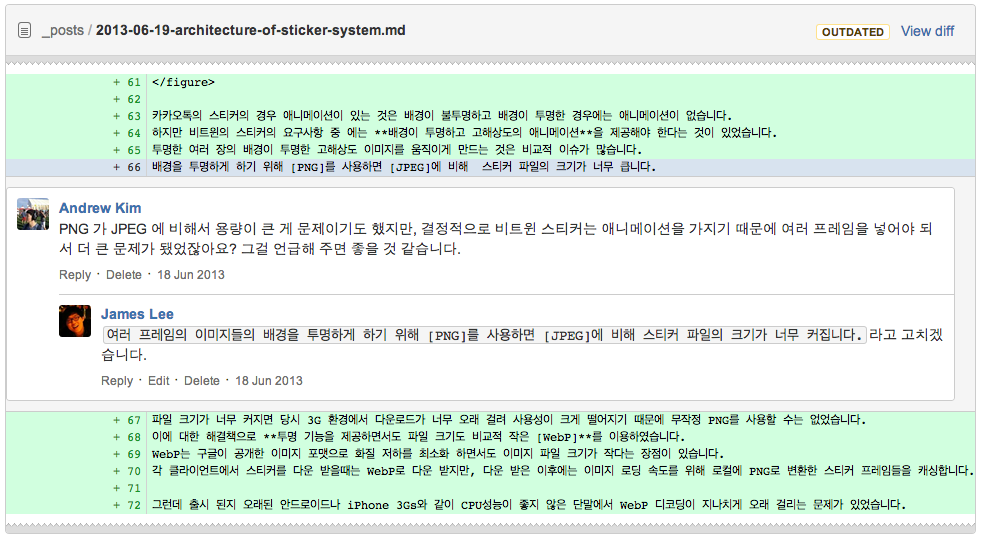 _posts / 2013-06-19-architecture-of-sticker-system.md OUTDATED View diff
+ 61 </figure>
+ 62
+ 63 카카오톡의 스티커의 경우 애니메이션이 있는 것은 배경이 불투명하고 배경이 투명한 경우에는 애니메이션이 없습니다.
+ 64 하지만 비트윈의 스티커의 요구사항 중 에는 **배경이 투명하고 고해상도의 애니메이션**을 제공해야 한다는 것이 있었습니다.
+ 65 투명한 여러 장의 배경이 투명한 고해상도 이미지를 움직이게 만드는 것은 비교적 이슈가 많습니다.
+ 66 배경을 투명하게 하기 위해 [PNG]를 사용하면 [JPEG]에 비해  스티커 파일의 크기가 너무 큽니다.
Andrew Kim
PNG 가 JPEG 에 비해서 용량이 큰 게 문제이기도 했지만, 결정적으로 비트윈 스티커는 애니메이션을 가지기 때문에 여러 프레임을 넣어야 되
서 더 큰 문제가 됐었잖아요? 그걸 언급해 주면 좋을 것 같습니다.
Reply · Delete · 18 Jun 2013
James Lee
여러 프레임의 이미지들의 배경을 투명하게 하기 위해 [PNG]를 사용하면 [JPEG]에 비해 스티커 파일의 크기가 너무 커집니다. 라고 고치겠
습니다.
Reply · Edit · Delete · 18 Jun 2013
+ 67 파일 크기가 너무 커지면 당시 3G 환경에서 다운로드가 너무 오래 걸려 사용성이 크게 떨어지기 때문에 무작정 PNG를 사용할 수는 없었습니다.
+ 68 이에 대한 해결책으로 **투명 기능을 제공하면서도 파일 크기도 비교적 작은 [WebP]**를 이용하였습니다.
+ 69 WebP는 구글이 공개한 이미지 포맷으로 화질 저하를 최소화 하면서도 이미지 파일 크기가 작다는 장점이 있습니다.
+ 70 각 클라이언트에서 스티커를 다운 받을때는 WebP로 다운 받지만, 다운 받은 이후에는 이미지 로딩 속도를 위해 로컬에 PNG로 변환한 스티커 프레임들을 캐싱합니다.
+ 71
+ 72 그런데 출시 된지 오래된 안드로이드나 iPhone 3Gs와 같이 CPU성능이 좋지 않은 단말에서 WebP 디코딩이 지나치게 오래 걸리는 문제가 있었습니다.